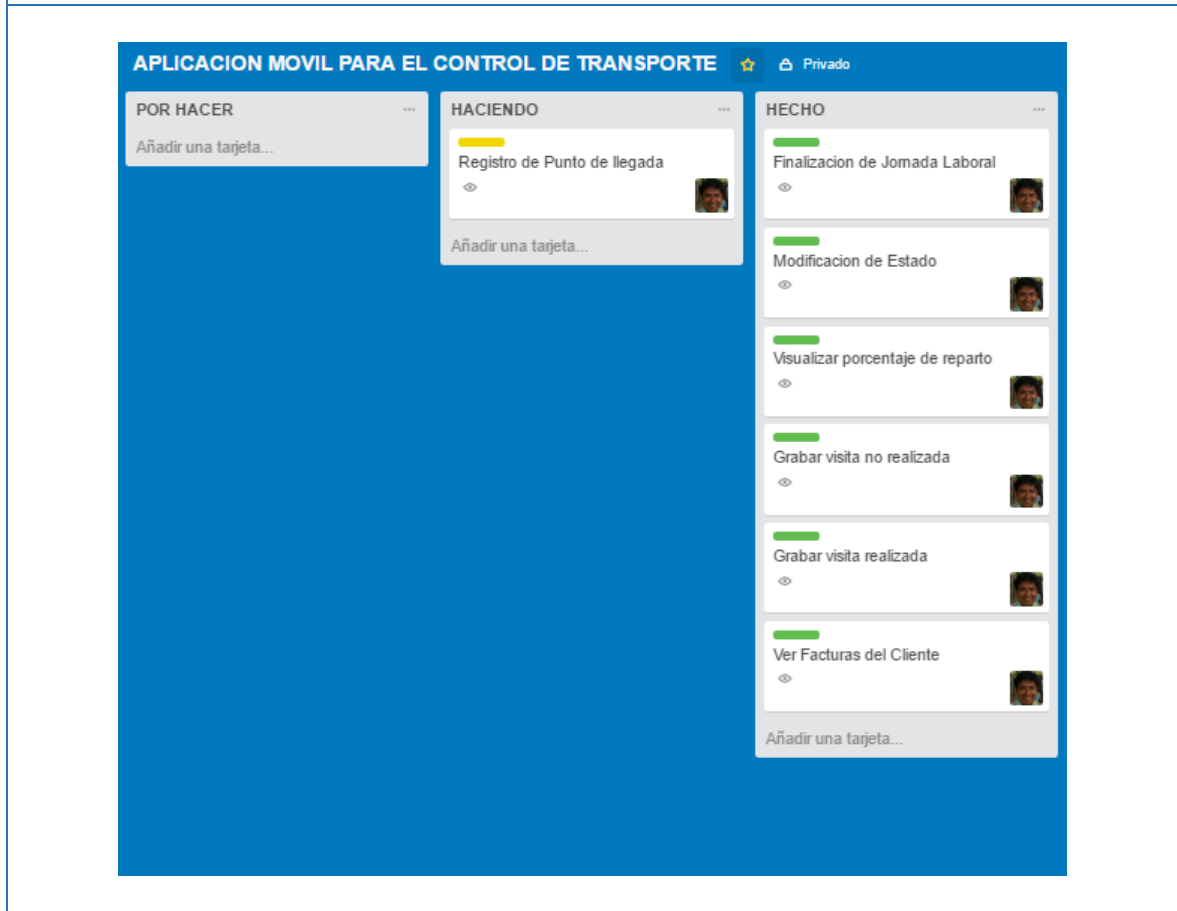 APLICACION MOVIL PARA EL CONTROL DE TRANSPORTE Privado
POR HACER
Añadir una tarjeta...
HACIENDO
Registro de Punto de llegada
Añadir una tarjeta...
HECHO
Finalizacion de Jornada Laboral
Modificacion de Estado
Visualizar porcentaje de reparto
Grabar visita no realizada
Grabar visita realizada
Ver Facturas del Cliente
Añadir una tarjeta...